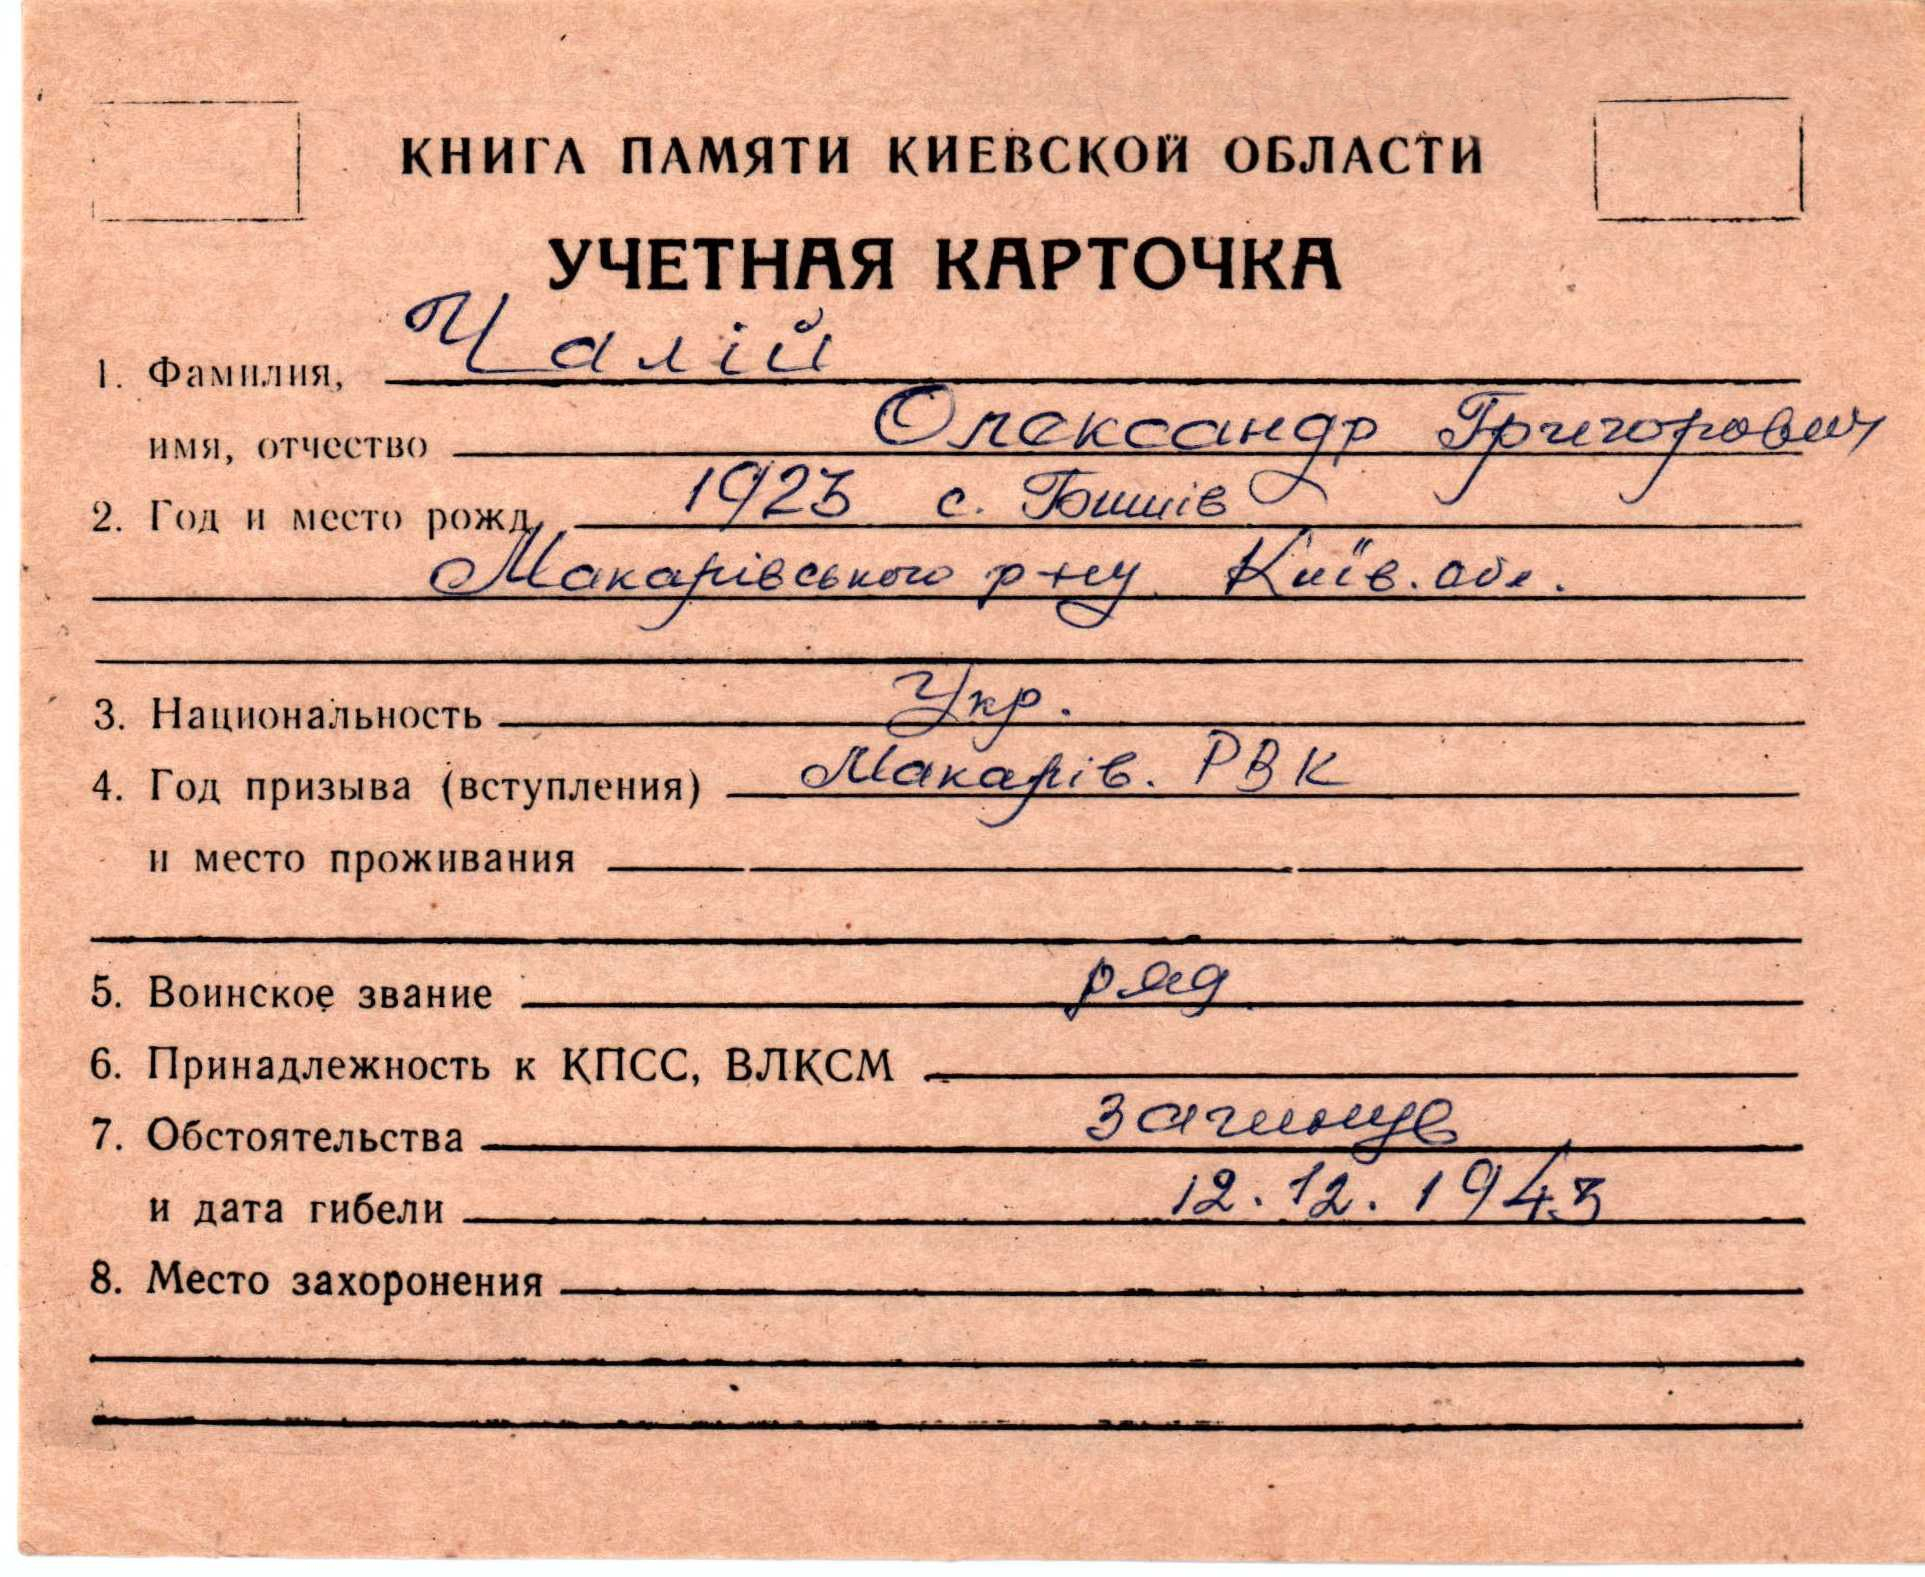 КНИГА ПАМЯТИ КИЕВСКОЙ ОБЛАСТИ
УЧЕТНАЯ КАРТОЧКА
1. Фамилия, Чалій
имя, отчество Олександр Григорович
2. Год и место рожд. 1923 с. Бишів
Макарівського р-ну Київ. обл.
3. Национальность Укр.
4. Год призыва (вступления) Макарів. РВК
и место проживания
5. Воинское звание ряд.
6. Принадлежность к КПСС, ВЛКСМ
7. Обстоятельства загинув
и дата гибели 12.12.1943
8. Место захоронения